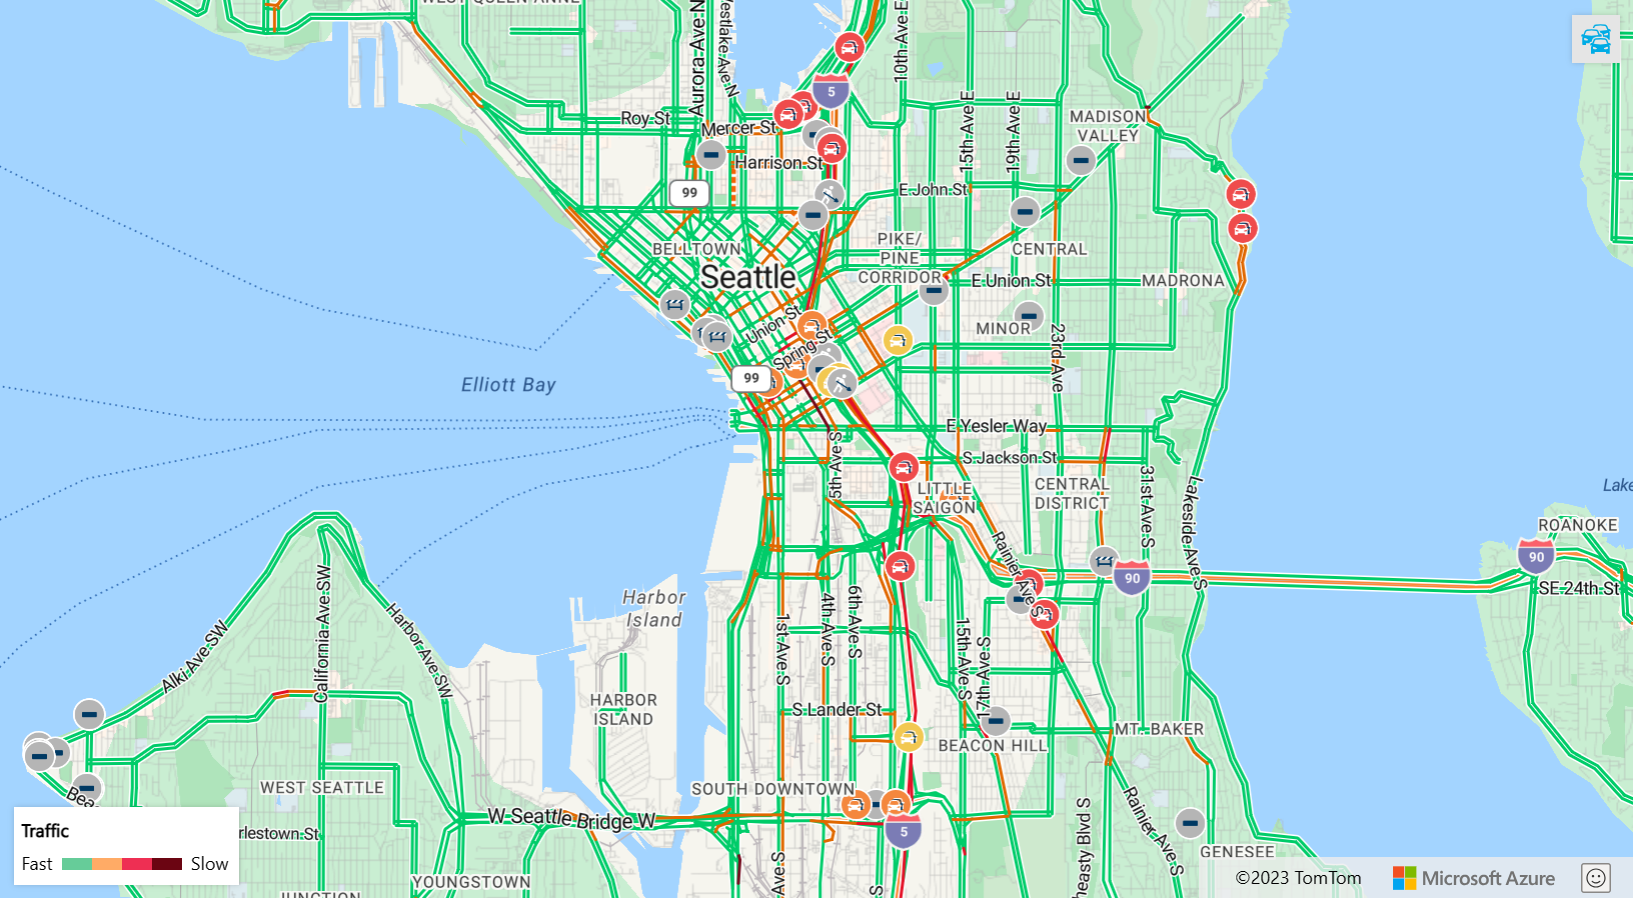 WEST QUEEN ANNE
Aurora Ave N
Westlake Ave N
10th Ave E
5
Roy St
Mercer St
15th Ave E
19th Ave E
MADISON
VALLEY
Harrison St
99
E John St
BELLTOWN
PIKE/
PINE
CORRIDOR
CENTRAL
Seattle
E Union St
MADRONA
Union St
MINOR
Spring St
23rd Ave
Elliott Bay
99
E Yesler Way
5th Ave S
S Jackson St
LITTLE
SAIGON
CENTRAL
DISTRICT
31st Ave S
Lakeside Ave S
Lake
ROANOKE
90
90
SE 24th St
Rainier Ave S
Harbor
Island
Alki Ave SW
California Ave SW
Harbor Ave SW
1st Ave S
4th Ave S
6th Ave S
15th Ave S
17th Ave S
HARBOR
ISLAND
S Lander St
MT. BAKER
BEACON HILL
WEST SEATTLE
SOUTH DOWNTOWN
Bea
W Seattle Bridge W
5
rlestown St
Rainier Ave S
heasty Blvd S
GENESEE
YOUNGSTOWN
JUNCTION
Ave S
S
Traffic
Fast
Slow
©2023 TomTom
Microsoft Azure